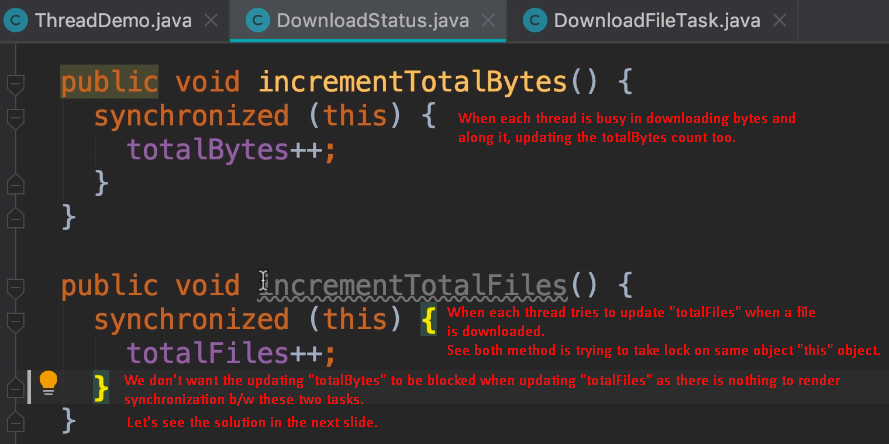 C ThreadDemo.java × C DownloadStatus.java × C DownloadFileTask.java ×
public void incrementTotalBytes() {
synchronized (this) { When each thread is busy in downloading bytes and
along it, updating the totalBytes count too.
totalBytes++;
}
}
public void incrementTotalFiles() {
synchronized (this) { When each thread tries to update "totalFiles" when a file
is downloaded.
See both method is trying to take lock on same object "this" object.
totalFiles++;
} We don't want the updating "totalBytes" to be blocked when updating "totalFIles" as there is nothing to render
synchronization b/w these two tasks.
} Let's see the solution in the next slide.